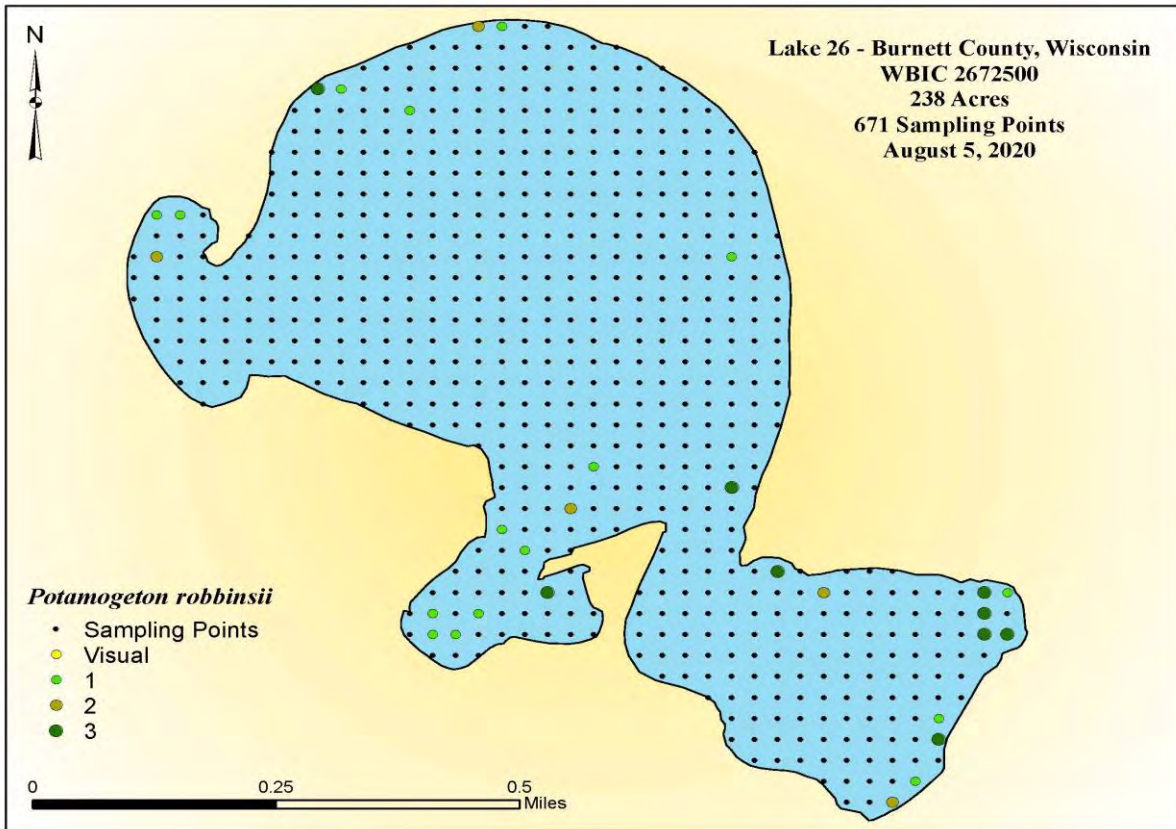 N
Lake 26 - Burnett County, Wisconsin
WBIC 2672500
238 Acres
671 Sampling Points
August 5, 2020
Potamogeton robbinsii
Sampling Points
Visual
1
2
3
0 0.25 0.5
Miles